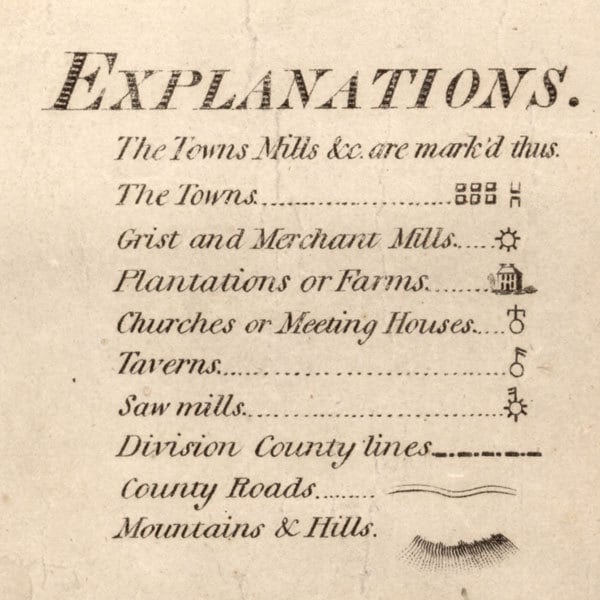 EXPLANATIONS.
The Towns Mills &c. are mark'd thus.
The Towns
Grist and Merchant Mills
Plantations or Farms
Churches or Meeting Houses
Taverns
Saw mills
Division County lines
County Roads
Mountains & Hills.